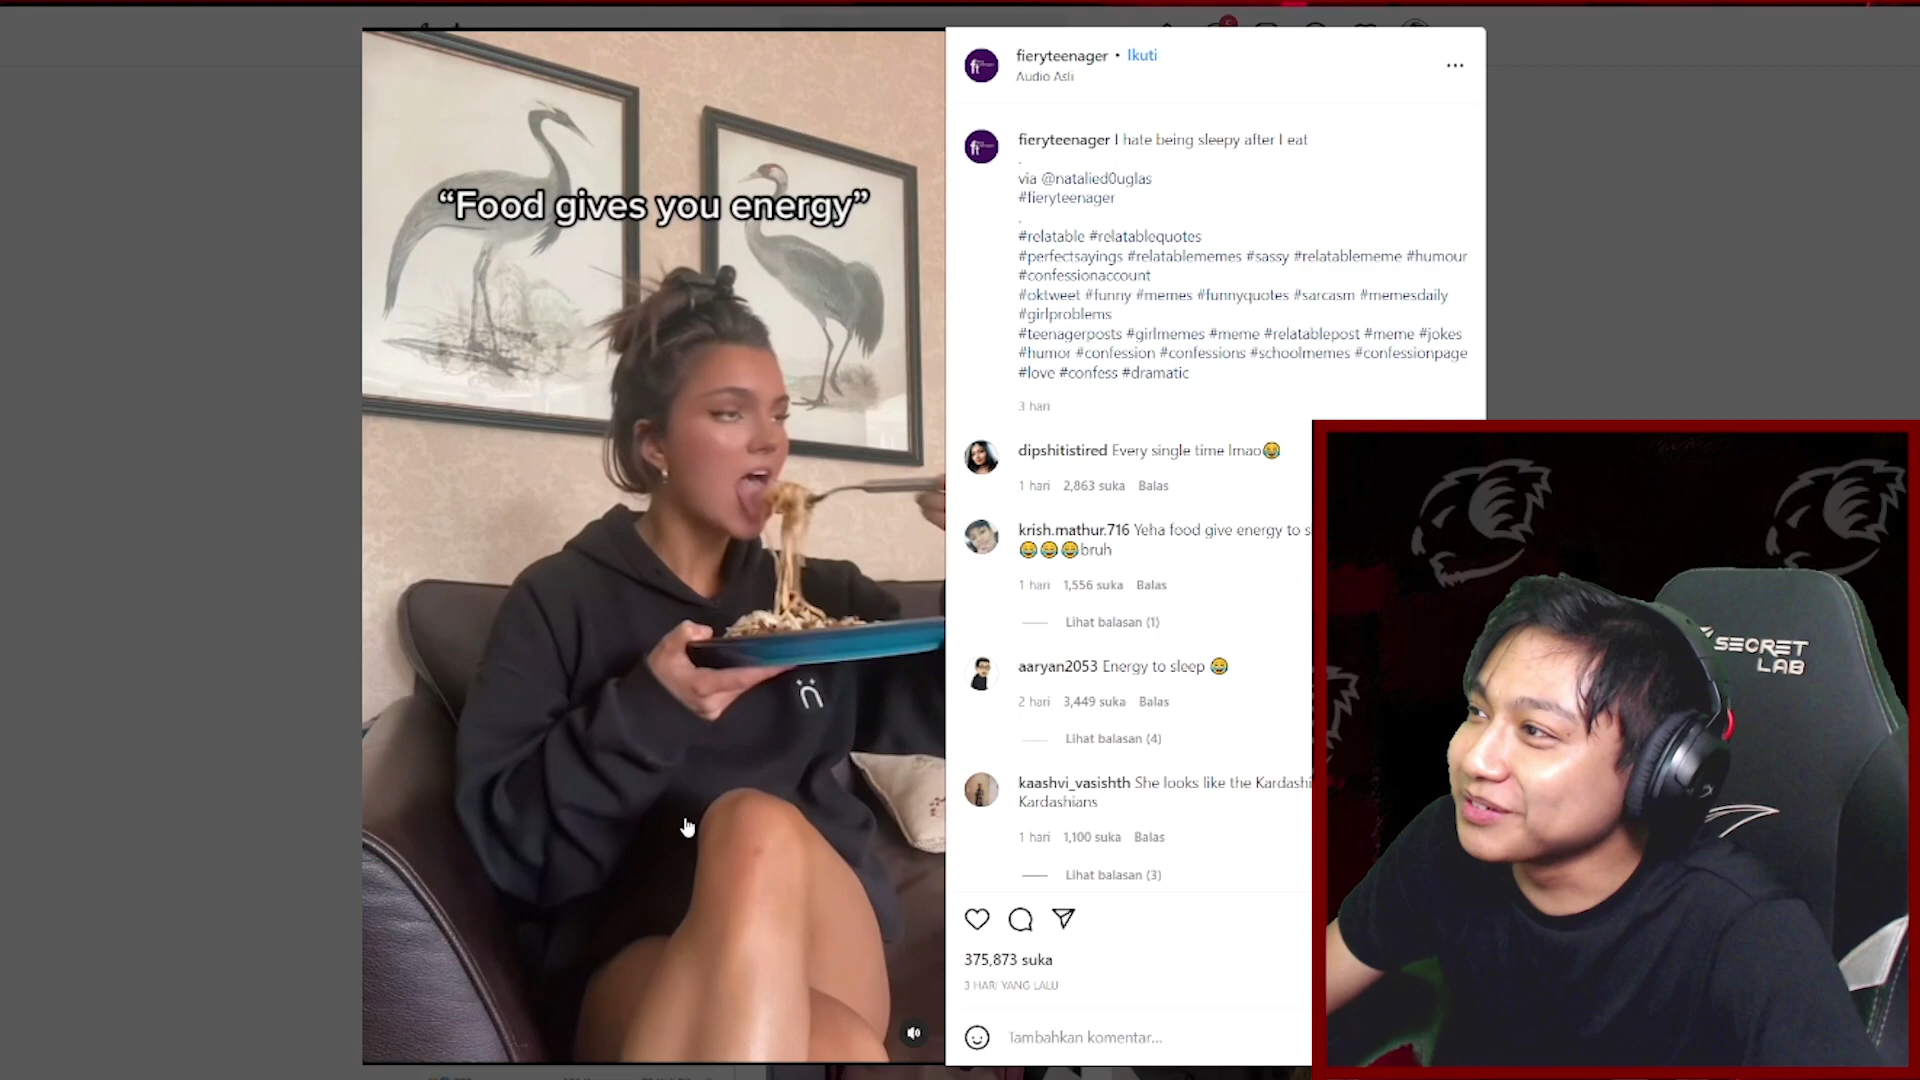 “Food gives you energy”
fieryteenager • Ikuti
Audio Asli
fieryteenager I hate being sleepy after I eat
.
via @natalied0uglas
#fieryteenager
.
#relatable #relatablequotes
#perfectsayings #relatablememes #sassy #relatablememe #humour
#confessionaccount
#oktweet #funny #memes #funnyquotes #sarcasm #memesdaily
#girlproblems
#teenagerposts #girlmemes #meme #relatablepost #meme #jokes
#humor #confession #confessions #schoolmemes #confessionpage
#love #confess #dramatic
3 hari
dipshitistired Every single time lmao😂
1 hari 2,863 suka Balas
krish.mathur.716 Yeha food give energy to s
😂😂😂bruh
1 hari 1,556 suka Balas
Lihat balasan (1)
aaryan2053 Energy to sleep 😂
2 hari 3,449 suka Balas
Lihat balasan (4)
kaashvi_vasishth She looks like the Kardashi
Kardashians
1 hari 1,100 suka Balas
Lihat balasan (3)
375,873 suka
3 HARI YANG LALU
Tambahkan komentar...
SECRET
LAB